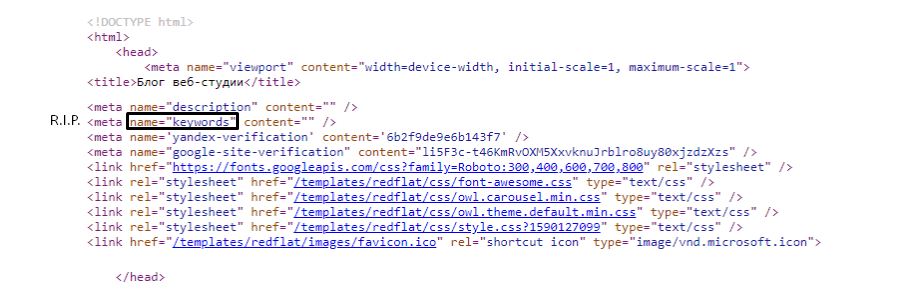 <!DOCTYPE html>
<html>
<head>
<meta name="viewport" content="width=device-width, initial-scale=1, maximum-scale=1">
<title>Блог веб-студии</title>
<meta name="description" content="" />
R.I.P. <meta name="keywords" content="" />
<meta name='yandex-verification' content='6b2f9de9e6b143f7' />
<meta name="google-site-verification" content="li5F3c-t46KmRvOXM5XxvknuJrblro8uy80xjzdzXzs" />
<link href="https://fonts.googleapis.com/css?family=Roboto:300,400,600,700,800" rel="stylesheet" />
<link rel="stylesheet" href="/templates/redflat/css/font-awesome.css" type="text/css" />
<link rel="stylesheet" href="/templates/redflat/css/owl.carousel.min.css" type="text/css" />
<link rel="stylesheet" href="/templates/redflat/css/owl.theme.default.min.css" type="text/css" />
<link rel="stylesheet" href="/templates/redflat/css/style.css?1590127099" type="text/css" />
<link href="/templates/redflat/images/favicon.ico" rel="shortcut icon" type="image/vnd.microsoft.icon">
</head>